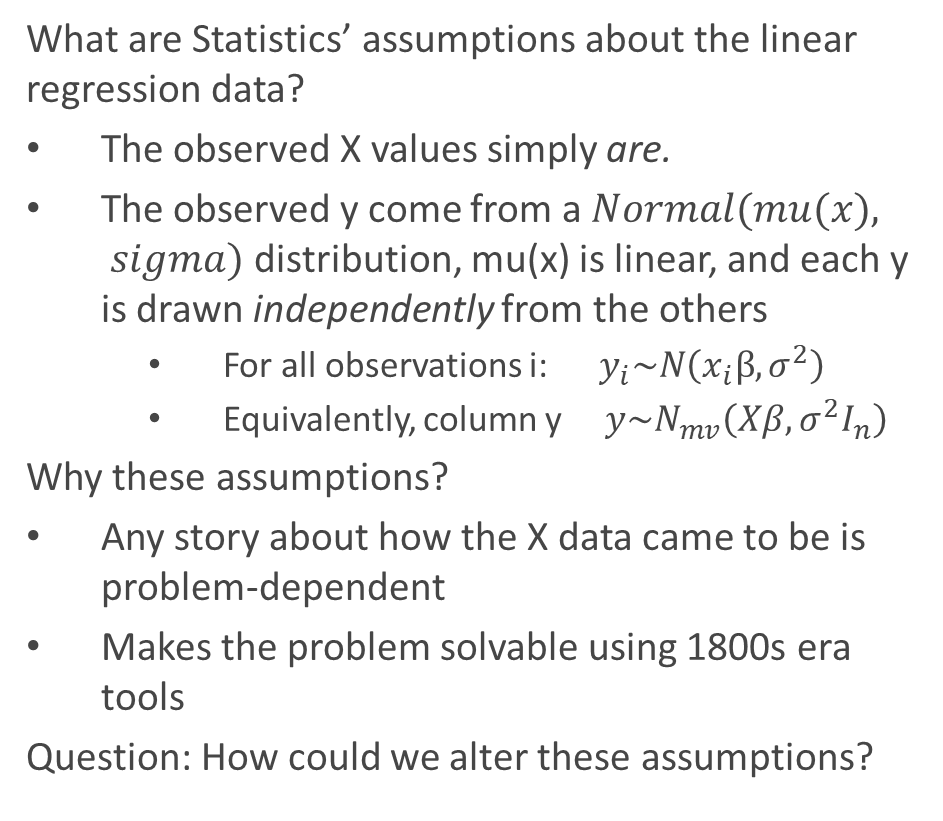 What are Statistics’ assumptions about the linear
regression data?
• The observed X values simply are.
• The observed y come from a Normal(mu(x),
sigma) distribution, mu(x) is linear, and each y
is drawn independently from the others
• For all observations i: yᵢ~N(xᵢβ, σ²)
• Equivalently, column y y~Nₘᵥ(Xβ, σ²Iₙ)
Why these assumptions?
• Any story about how the X data came to be is
problem-dependent
• Makes the problem solvable using 1800s era
tools
Question: How could we alter these assumptions?